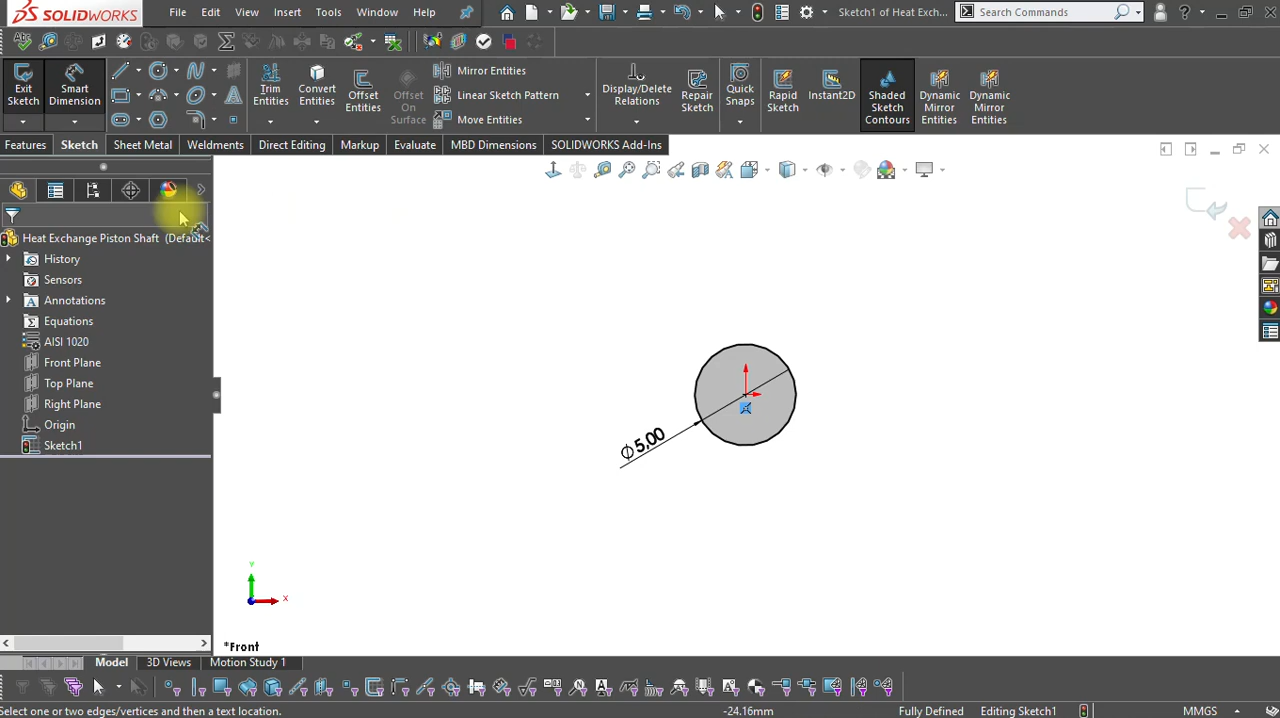 SOLIDWORKS File Edit View Insert Tools Window Help Sketch1 of Heat Exch... Search Commands ?
Exit Sketch
Smart Dimension
Trim Entities
Convert Entities
Offset Entities
Offset On Surface
Mirror Entities
Linear Sketch Pattern
Move Entities
Display/Delete Relations
Repair Sketch
Quick Snaps
Rapid Sketch
Instant2D
Shaded Sketch Contours
Dynamic Mirror Entities
Dynamic Mirror Entities
Features Sketch Sheet Metal Weldments Direct Editing Markup Evaluate MBD Dimensions SOLIDWORKS Add-Ins
Heat Exchange Piston Shaft (Default<
History
Sensors
Annotations
Equations
AISI 1020
Front Plane
Top Plane
Right Plane
Origin
Sketch1
∅5,00
Y
X
*Front
Model 3D Views Motion Study 1
Select one or two edges/vertices and then a text location. -24.16mm Fully Defined Editing Sketch1 MMGS